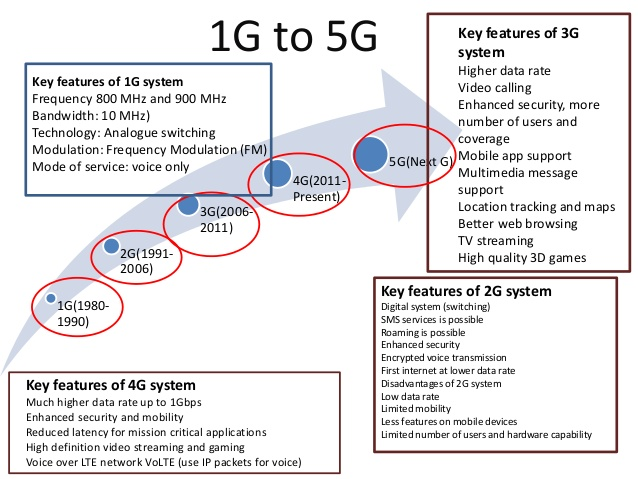 1G to 5G
Key features of 1G system
Frequency 800 MHz and 900 MHz
Bandwidth: 10 MHz)
Technology: Analogue switching
Modulation: Frequency Modulation (FM)
Mode of service: voice only
Key features of 3G
system
Higher data rate
Video calling
Enhanced security, more
number of users and
coverage
Mobile app support
Multimedia message
support
Location tracking and maps
Better web browsing
TV streaming
High quality 3D games
5G(Next G)
4G(2011-
Present)
3G(2006-
2011)
2G(1991-
2006)
1G(1980-
1990)
Key features of 2G system
Digital system (switching)
SMS services is possible
Roaming is possible
Enhanced security
Encrypted voice transmission
First internet at lower data rate
Disadvantages of 2G system
Low data rate
Limited mobility
Less features on mobile devices
Limited number of users and hardware capability
Key features of 4G system
Much higher data rate up to 1Gbps
Enhanced security and mobility
Reduced latency for mission critical applications
High definition video streaming and gaming
Voice over LTE network VoLTE (use IP packets for voice)